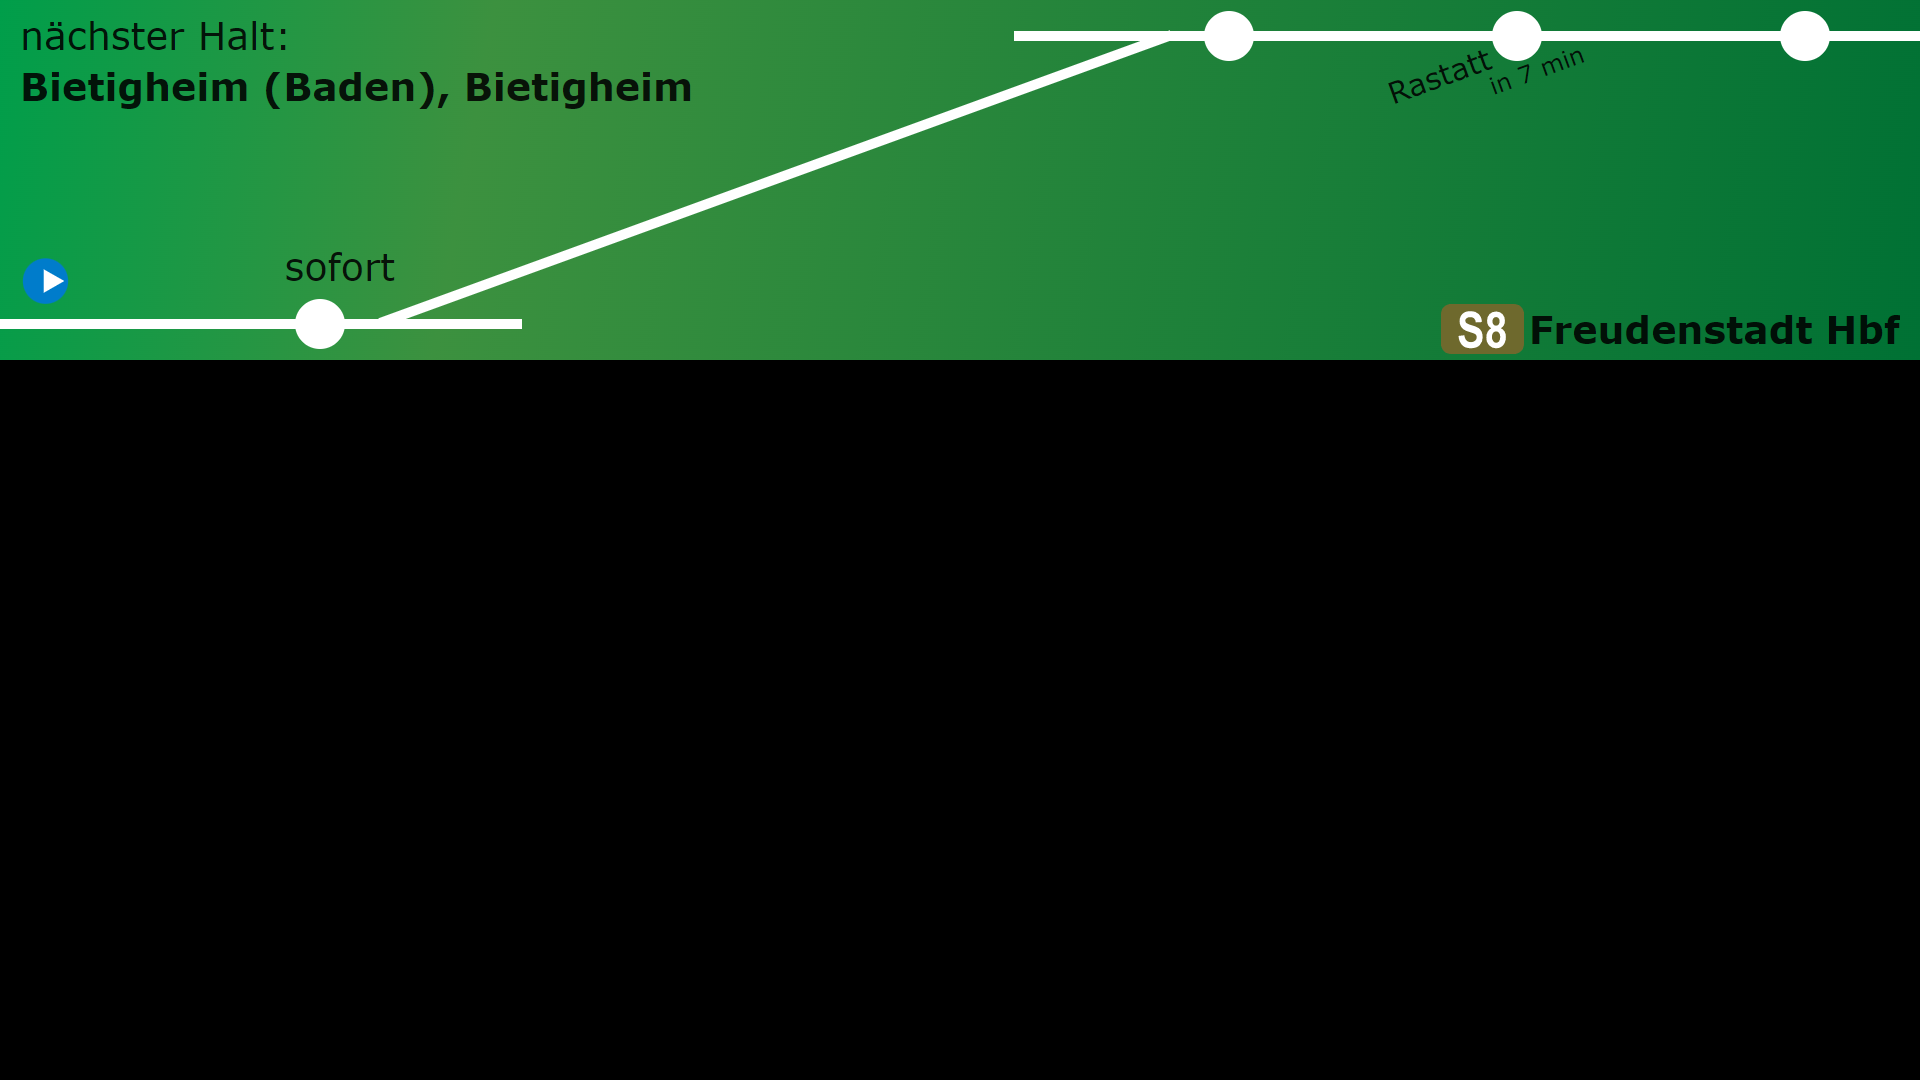 nächster Halt:
Bietigheim (Baden), Bietigheim
Rastatt
in 7 min
sofort
S8 Freudenstadt Hbf